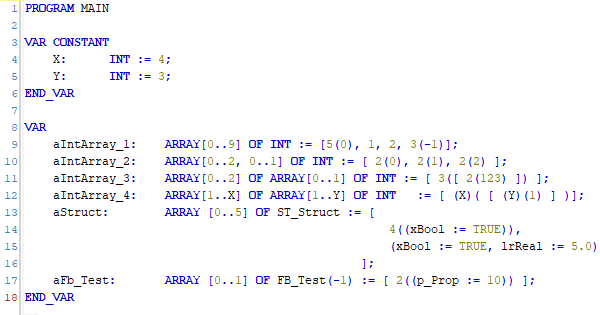 1 PROGRAM MAIN
2
3 VAR CONSTANT
4     X:      INT := 4;
5     Y:      INT := 3;
6 END_VAR
7
8 VAR
9     aIntArray_1:    ARRAY[0..9] OF INT := [5(0), 1, 2, 3(-1)];
10     aIntArray_2:    ARRAY[0..2, 0..1] OF INT := [ 2(0), 2(1), 2(2) ];
11     aIntArray_3:    ARRAY[0..2] OF ARRAY[0..1] OF INT := [ 3([ 2(123) ]) ];
12     aIntArray_4:    ARRAY[1..X] OF ARRAY[1..Y] OF INT   := [ (X)( [ (Y)(1) ] )];
13     aStruct:        ARRAY [0..5] OF ST_Struct := [
14                                                     4((xBool := TRUE)),
15                                                     (xBool := TRUE, lrReal := 5.0)
16                                                 ];
17     aFb_Test:       ARRAY [0..1] OF FB_Test(-1) := [ 2((p_Prop := 10)) ];
18 END_VAR